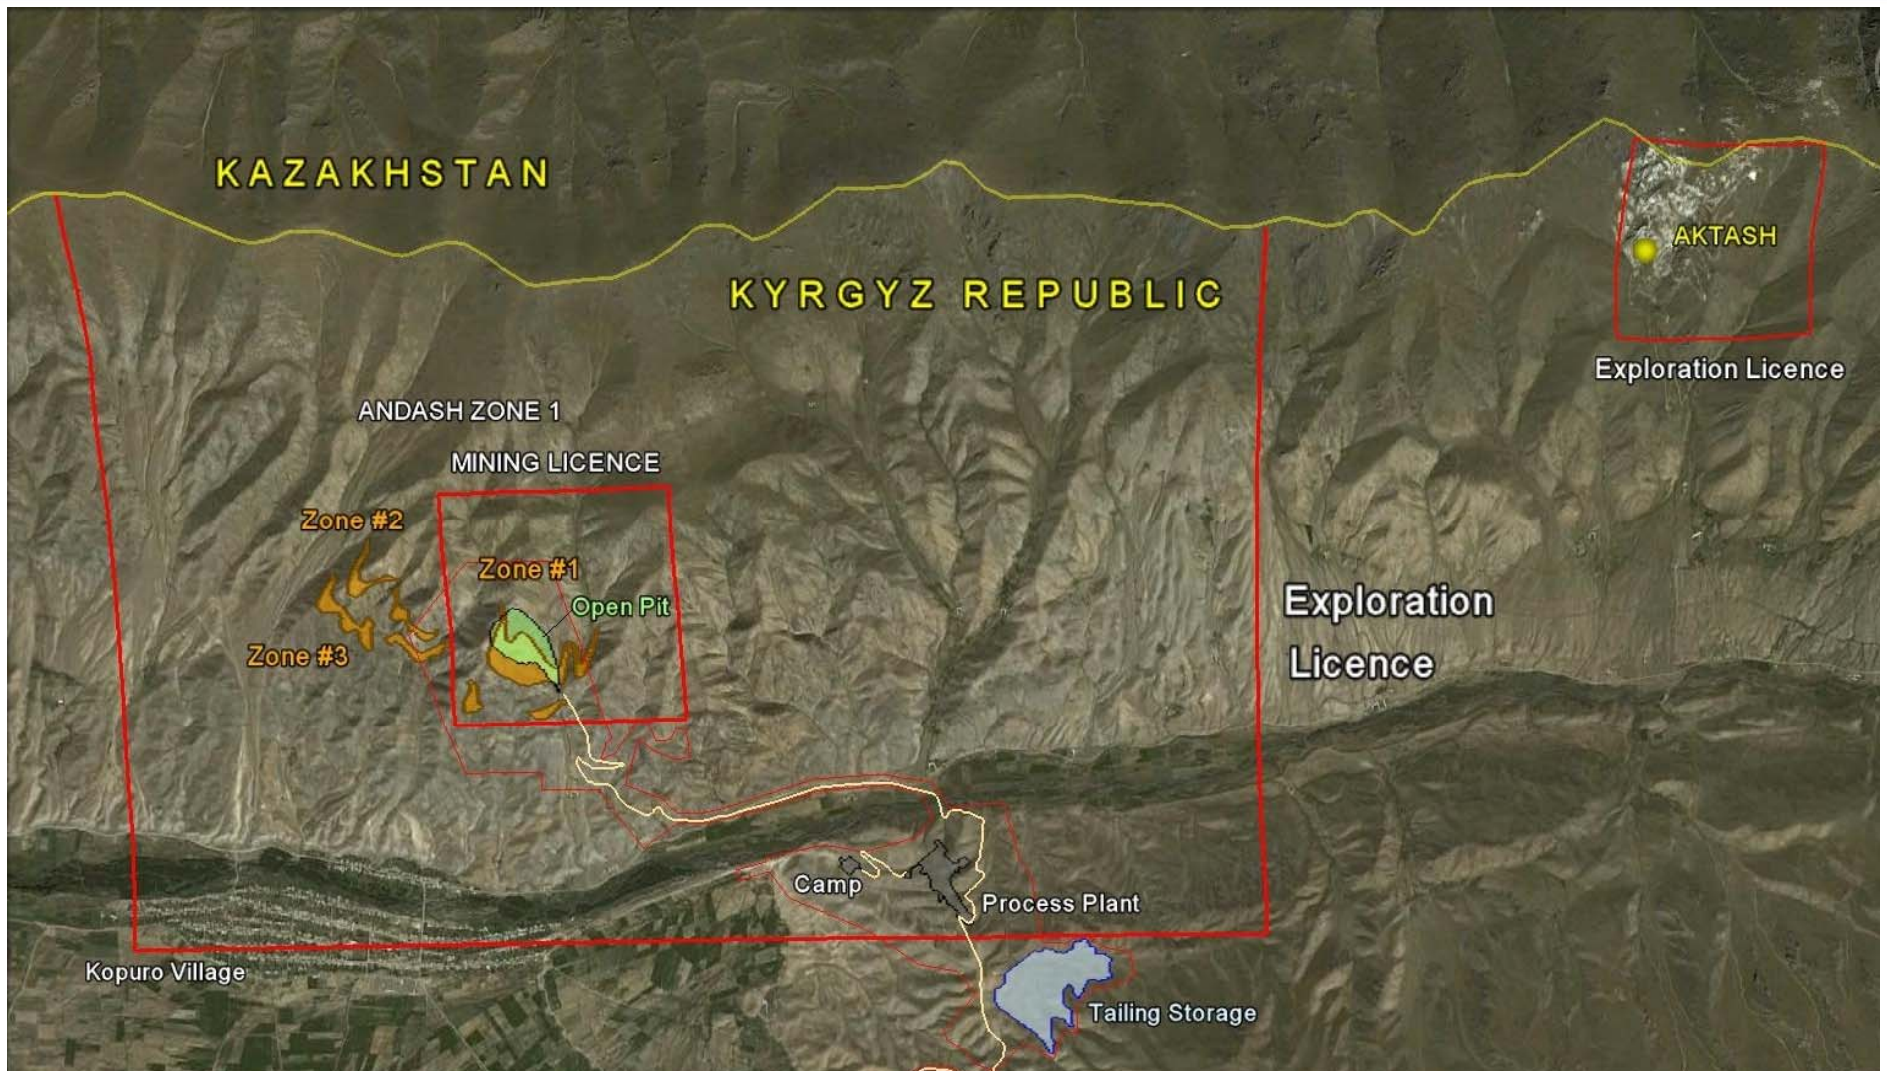 KAZAKHSTAN
AKTASH
KYRGYZ REPUBLIC
Exploration Licence
ANDASH ZONE 1
MINING LICENCE
Zone #2
Zone #1
Open Pit
Exploration
Licence
Zone #3
Camp
Process Plant
Kopuro Village
Tailing Storage